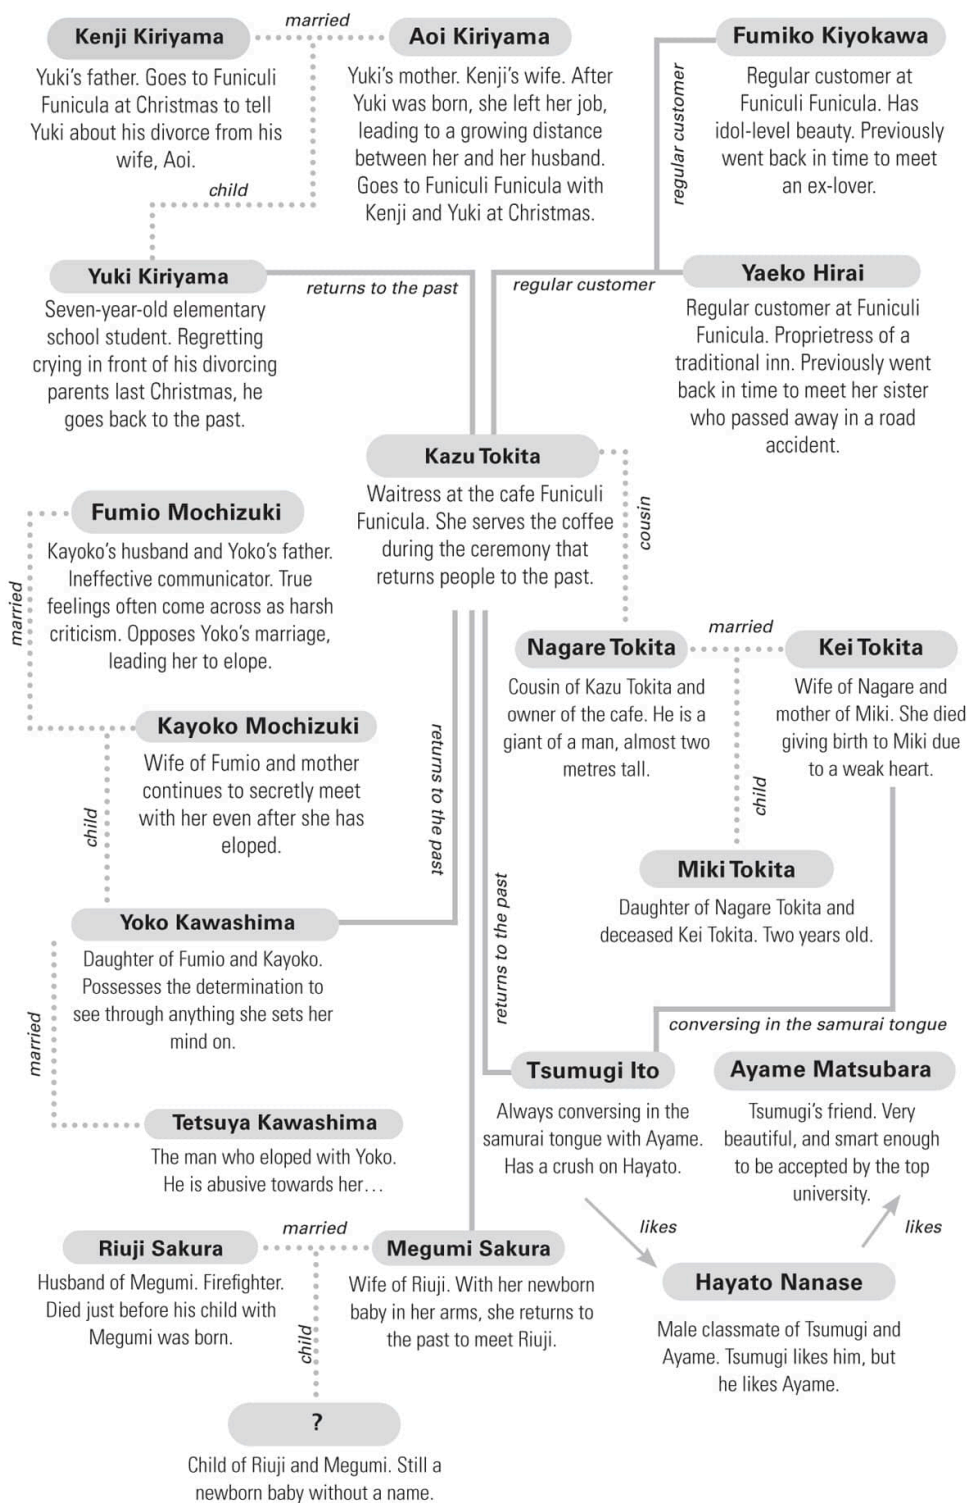 Kenji Kiriyama
married
Aoi Kiriyama
Fumiko Kiyokawa
Yuki's father. Goes to Funiculi
Funicula at Christmas to tell
Yuki about his divorce from his
wife, Aoi.
Yuki's mother. Kenji's wife. After
Yuki was born, she left her job,
leading to a growing distance
between her and her husband.
Goes to Funiculi Funicula with
Kenji and Yuki at Christmas.
regular customer
Regular customer at
Funiculi Funicula. Has
idol-level beauty. Previously
went back in time to meet
an ex-lover.
child
Yuki Kiriyama
returns to the past
regular customer
Yaeko Hirai
Seven-year-old elementary
school student. Regretting
crying in front of his divorcing
parents last Christmas, he
goes back to the past.
Regular customer at Funiculi
Funicula. Proprietress of a
traditional inn. Previously went
back in time to meet her sister
who passed away in a road
accident.
Kazu Tokita
Waitress at the cafe Funiculi
Funicula. She serves the coffee
during the ceremony that
returns people to the past.
cousin
Fumio Mochizuki
Kayoko's husband and Yoko's father.
Ineffective communicator. True
feelings often come across as harsh
criticism. Opposes Yoko's marriage,
leading her to elope.
married
Nagare Tokita
married
Kei Tokita
Cousin of Kazu Tokita and
owner of the cafe. He is a
giant of a man, almost two
metres tall.
Wife of Nagare and
mother of Miki. She died
giving birth to Miki due
to a weak heart.
Kayoko Mochizuki
Wife of Fumio and mother
continues to secretly meet
with her even after she has
eloped.
child
returns to the past
child
Miki Tokita
Daughter of Nagare Tokita and
deceased Kei Tokita. Two years old.
Yoko Kawashima
Daughter of Fumio and Kayoko.
Possesses the determination to
see through anything she sets her
mind on.
married
returns to the past
conversing in the samurai tongue
Tsumugi Ito
Ayame Matsubara
Always conversing in the
samurai tongue with Ayame.
Has a crush on Hayato.
Tsumugi's friend. Very
beautiful, and smart enough
to be accepted by the top
university.
Tetsuya Kawashima
The man who eloped with Yoko.
He is abusive towards her…
likes
likes
Riuji Sakura
married
Megumi Sakura
Husband of Megumi. Firefighter.
Died just before his child with
Megumi was born.
Wife of Riuji. With her newborn
baby in her arms, she returns to
the past to meet Riuji.
child
Hayato Nanase
Male classmate of Tsumugi and
Ayame. Tsumugi likes him, but
he likes Ayame.
?
Child of Riuji and Megumi. Still a
newborn baby without a name.